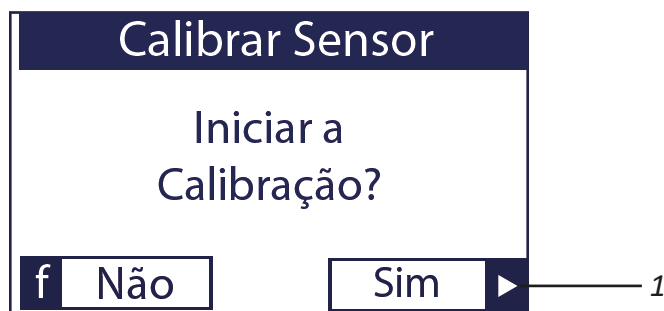 Calibrar Sensor
Iniciar a
Calibração?
f Não Sim ▶ 1